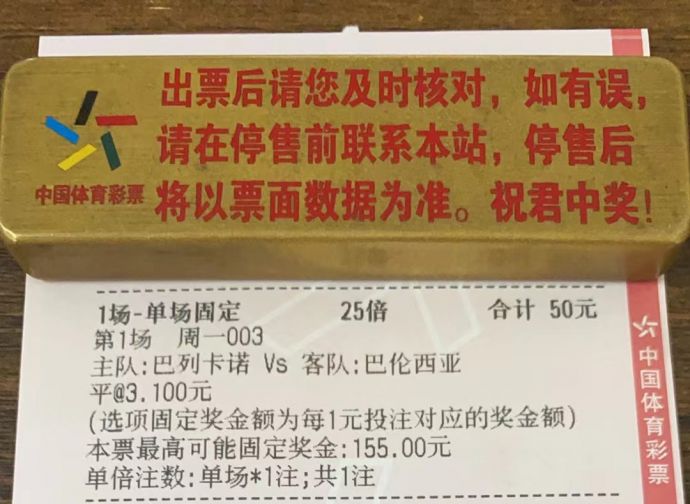 出票后请您及时核对，如有误，
请在停售前联系本站，停售后
将以票面数据为准。祝君中奖！
中国体育彩票
1场-单场固定 25倍 合计 50元
第1场 周一003
主队:巴列卡诺 Vs 客队:巴伦西亚
平@3.100元
(选项固定奖金额为每1元投注对应的奖金额)
本票最高可能固定奖金:155.00元
单倍注数:单场*1注;共1注
中国体育彩票